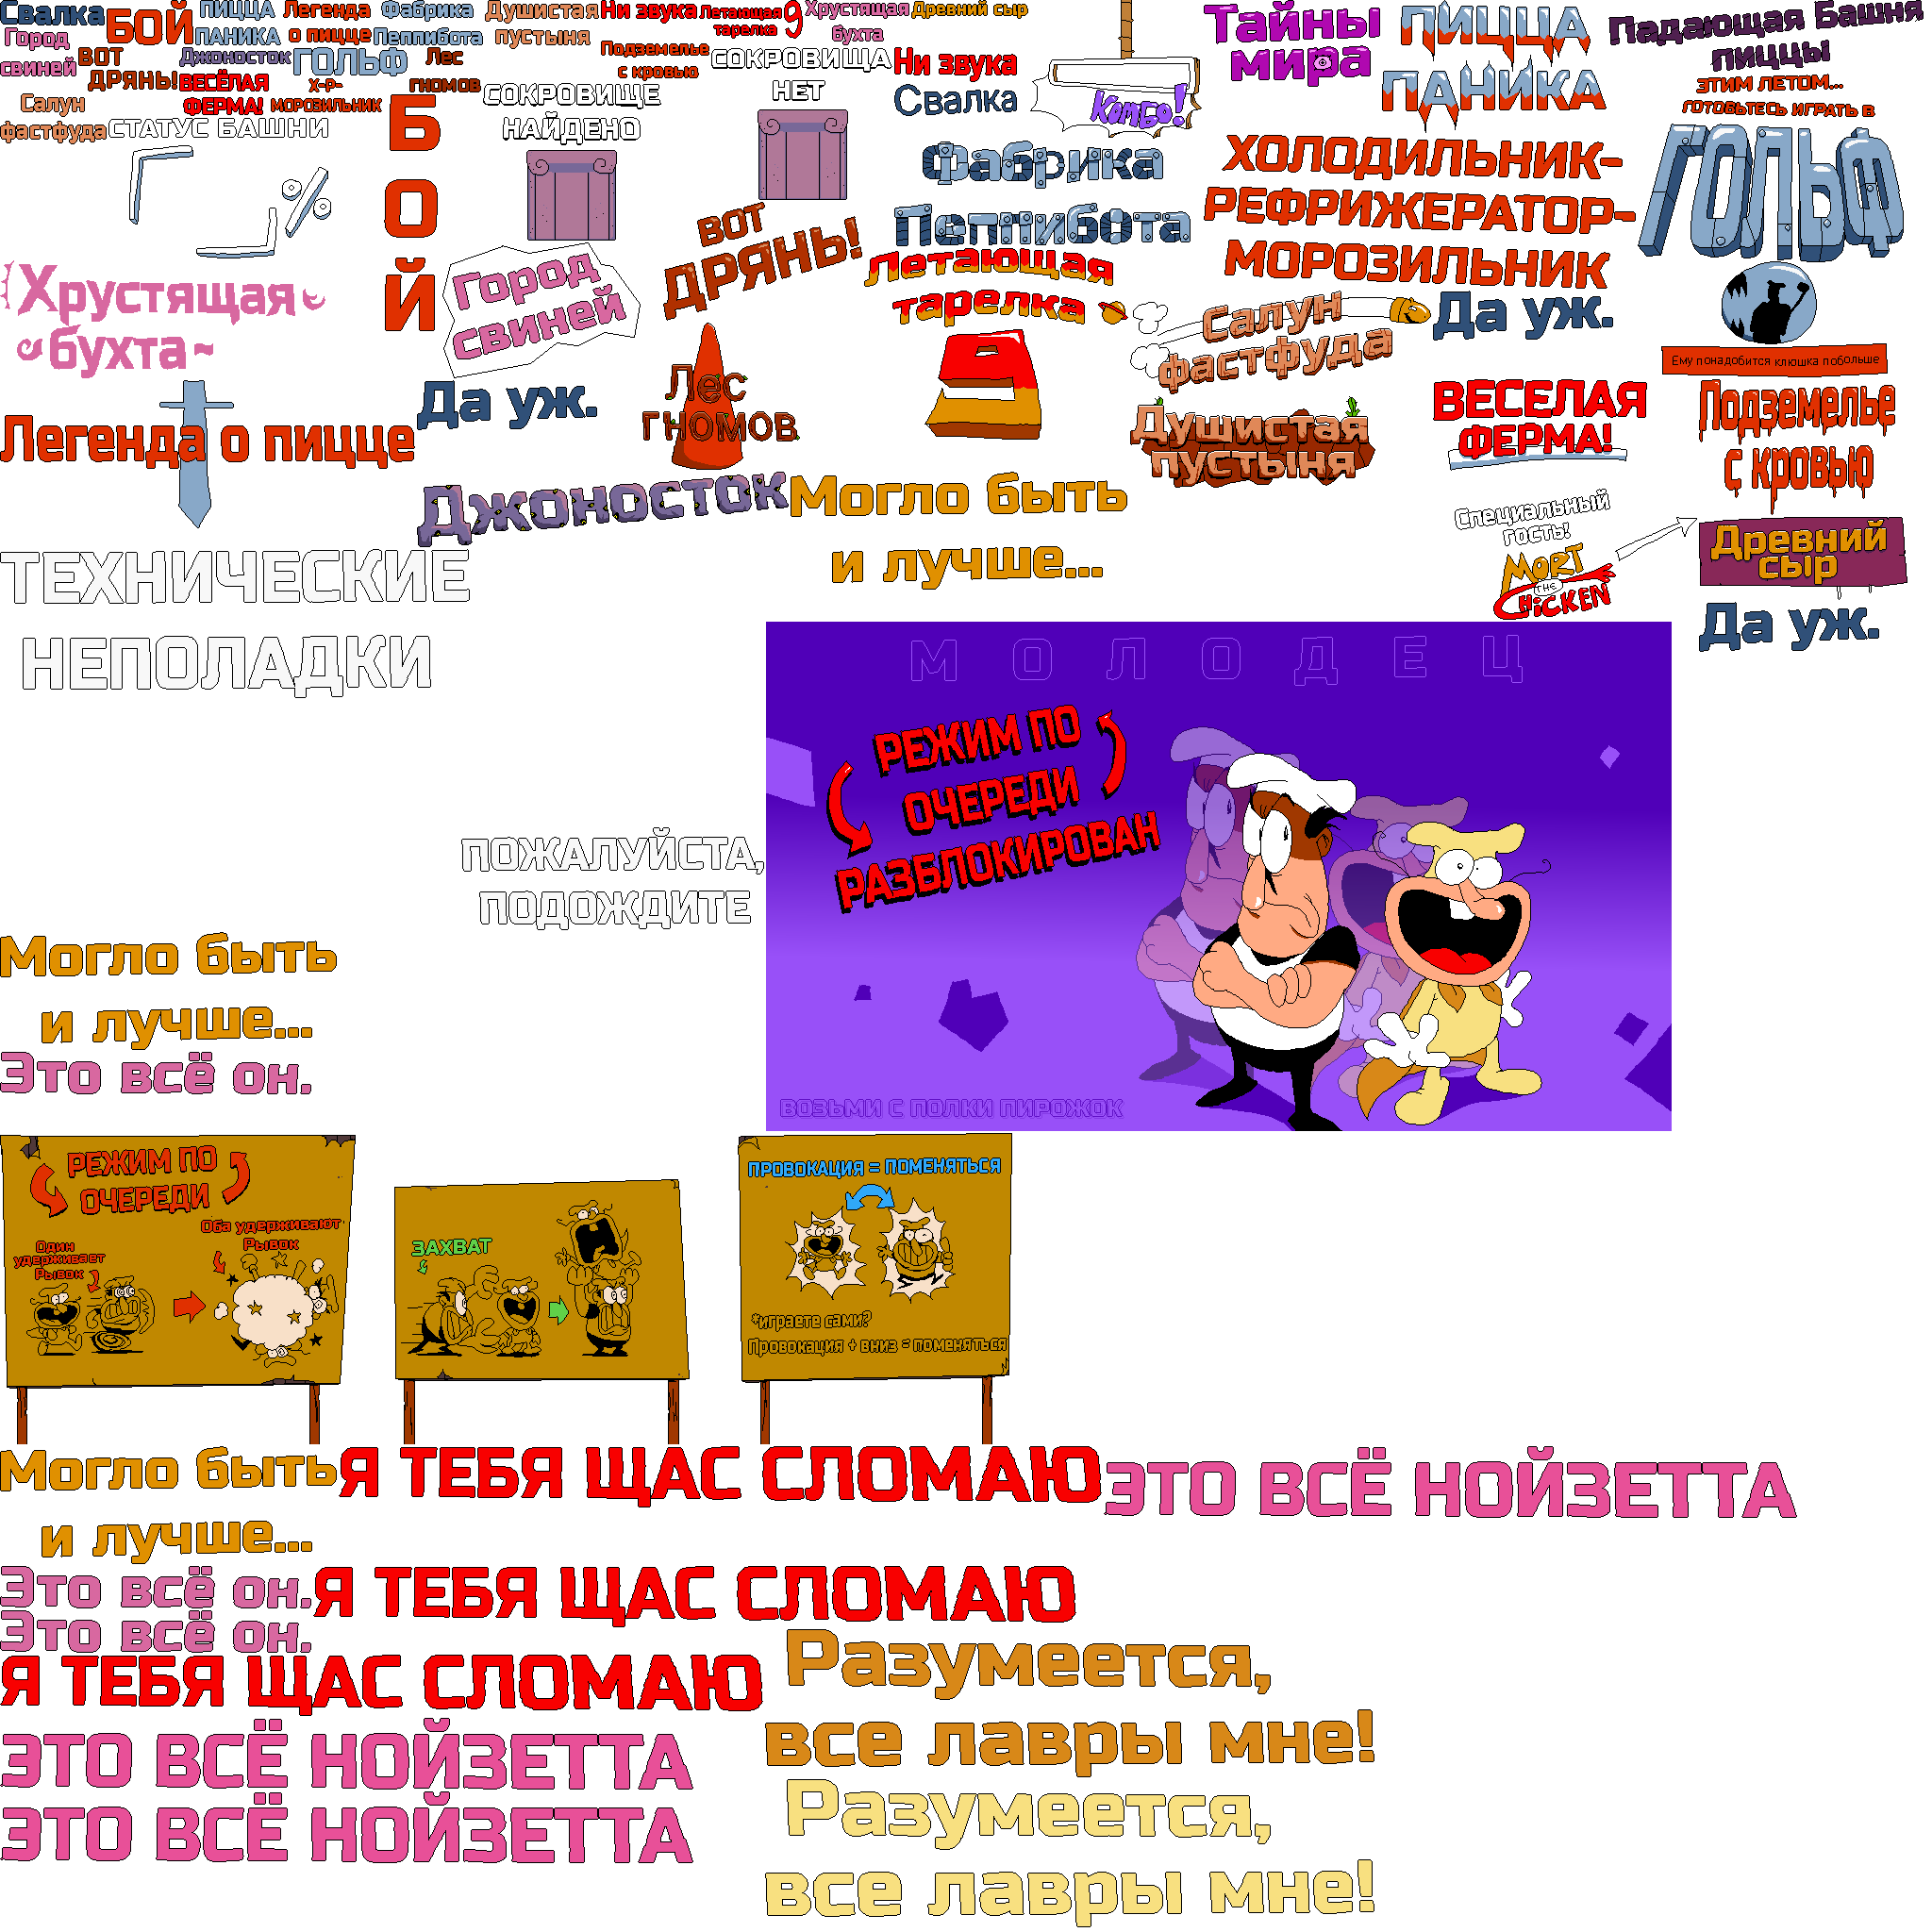 Свалка
БОЙ
ПИЦЦА
ПАНИКА
Легенда
о пицце
Фабрика
Пеппибота
Душистая
пустыня
Ни звука
Летающая
тарелка
9
Хрустящая
бухта
Древний сыр
Город
свиней
ВОТ
ДРЯНЬ!
Джоносток
ГОЛЬФ
Лес
гномов
Подземелье
с кровью
СОКРОВИЩА
НЕТ
Ни звука
Свалка
Комбо!
Салун
фастфуда
ВЕСЁЛАЯ
ФЕРМА!
Х-Р-
МОРОЗИЛЬНИК
СТАТУС БАШНИ
%
Б
О
Й
СОКРОВИЩЕ
НАЙДЕНО
Тайны
мира
ПИЦЦА
ПАНИКА
Падающая Башня
пиццы
ЭТИМ ЛЕТОМ...
ГОТОВЬТЕСЬ ИГРАТЬ В
ГОЛЬФ
Ему понадобится клюшка побольше
Фабрика
Пеппибота
ХОЛОДИЛЬНИК-
РЕФРИЖЕРАТОР-
МОРОЗИЛЬНИК
Хрустящая
бухта~
Город
свиней
ВОТ
ДРЯНЬ!
Летающая
тарелка
9
Салун
фастфуда
Да уж.
Легенда о пицце
Да уж.
Лес
гномов
Душистая
пустыня
ВЕСЕЛАЯ
ФЕРМА!
Подземелье
с кровью
Джоносток
Могло быть
и лучше...
Специальный
гость!
MORT
THE
CHICKEN
Древний
сыр
Да уж.
ТЕХНИЧЕСКИЕ
НЕПОЛАДКИ
ПОЖАЛУЙСТА,
ПОДОЖДИТЕ
МОЛОДЕЦ
РЕЖИМ ПО
ОЧЕРЕДИ
РАЗБЛОКИРОВАН
ВОЗЬМИ С ПОЛКИ ПИРОЖОК
Могло быть
и лучше...
Это всё он.
РЕЖИМ ПО
ОЧЕРЕДИ
Один
удерживает
Рывок
Оба удерживают
Рывок
ЗАХВАТ
ПРОВОКАЦИЯ = ПОМЕНЯТЬСЯ
*играете сами?
Провокация + вниз = поменяться
Могло быть
и лучше...
Я ТЕБЯ ЩАС СЛОМАЮ
ЭТО ВСЁ НОЙЗЕТТА
Это всё он.
Я ТЕБЯ ЩАС СЛОМАЮ
Это всё он.
Я ТЕБЯ ЩАС СЛОМАЮ
Разумеется,
все лавры мне!
ЭТО ВСЁ НОЙЗЕТТА
ЭТО ВСЁ НОЙЗЕТТА
Разумеется,
все лавры мне!